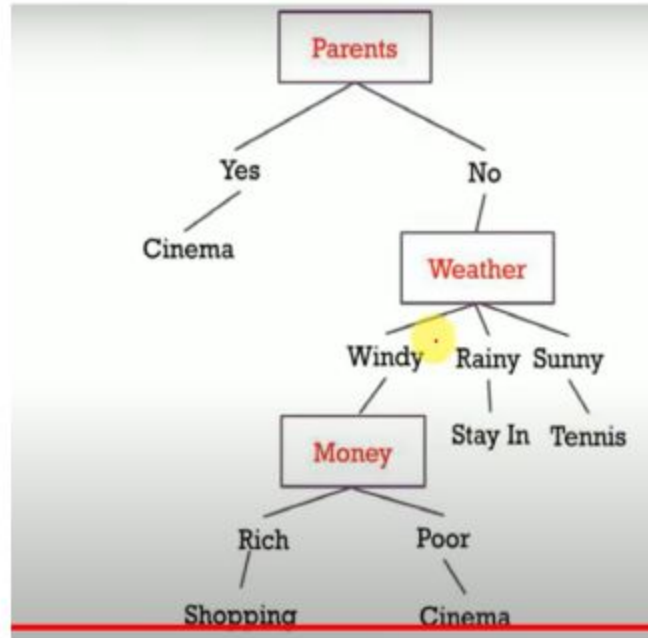 Parents
Yes No
Cinema
Weather
Windy Rainy Sunny
Stay In Tennis
Money
Rich Poor
Shopping Cinema